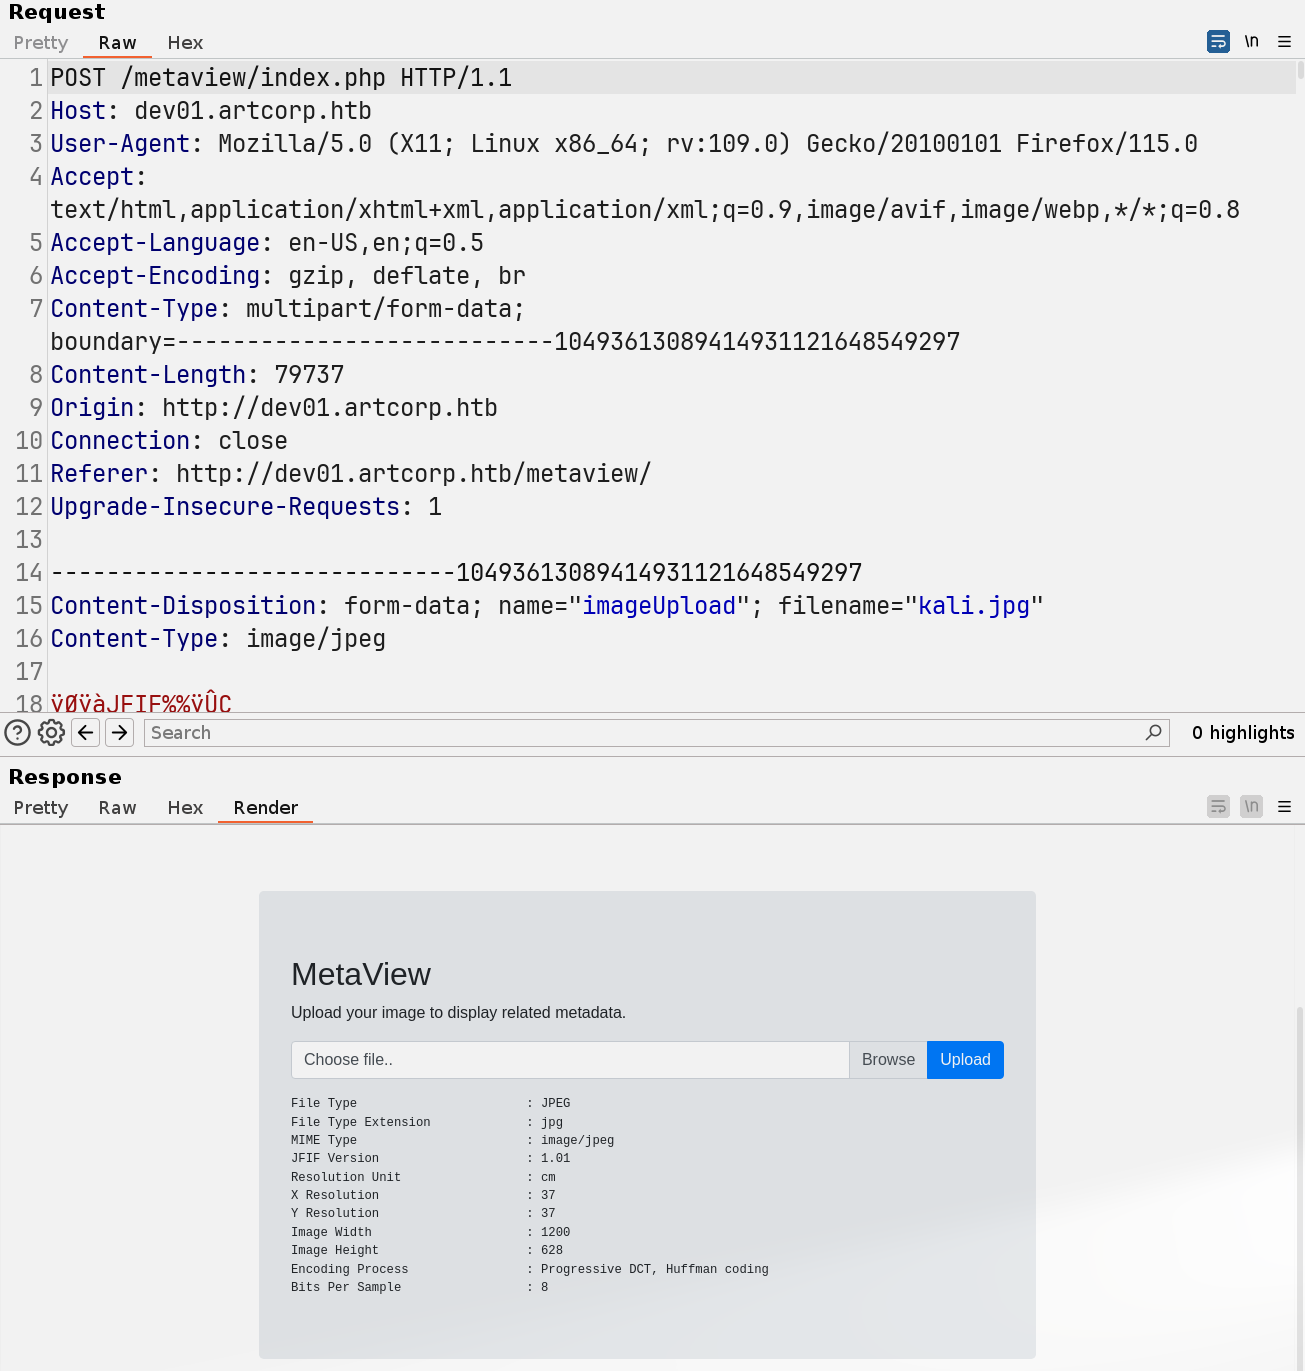 Request
Pretty Raw Hex \n
1 POST /metaview/index.php HTTP/1.1
2 Host: dev01.artcorp.htb
3 User-Agent: Mozilla/5.0 (X11; Linux x86_64; rv:109.0) Gecko/20100101 Firefox/115.0
4 Accept:
text/html,application/xhtml+xml,application/xml;q=0.9,image/avif,image/webp,*/*;q=0.8
5 Accept-Language: en-US,en;q=0.5
6 Accept-Encoding: gzip, deflate, br
7 Content-Type: multipart/form-data;
boundary=---------------------------10493613089414931121648549297
8 Content-Length: 79737
9 Origin: http://dev01.artcorp.htb
10 Connection: close
11 Referer: http://dev01.artcorp.htb/metaview/
12 Upgrade-Insecure-Requests: 1
13
14 -----------------------------10493613089414931121648549297
15 Content-Disposition: form-data; name="imageUpload"; filename="kali.jpg"
16 Content-Type: image/jpeg
17
18 ÿØÿàJFIF%%ÿÛC
Search 0 highlights
Response
Pretty Raw Hex Render \n
MetaView
Upload your image to display related metadata.
Choose file.. Browse Upload
File Type : JPEG
File Type Extension : jpg
MIME Type : image/jpeg
JFIF Version : 1.01
Resolution Unit : cm
X Resolution : 37
Y Resolution : 37
Image Width : 1200
Image Height : 628
Encoding Process : Progressive DCT, Huffman coding
Bits Per Sample : 8